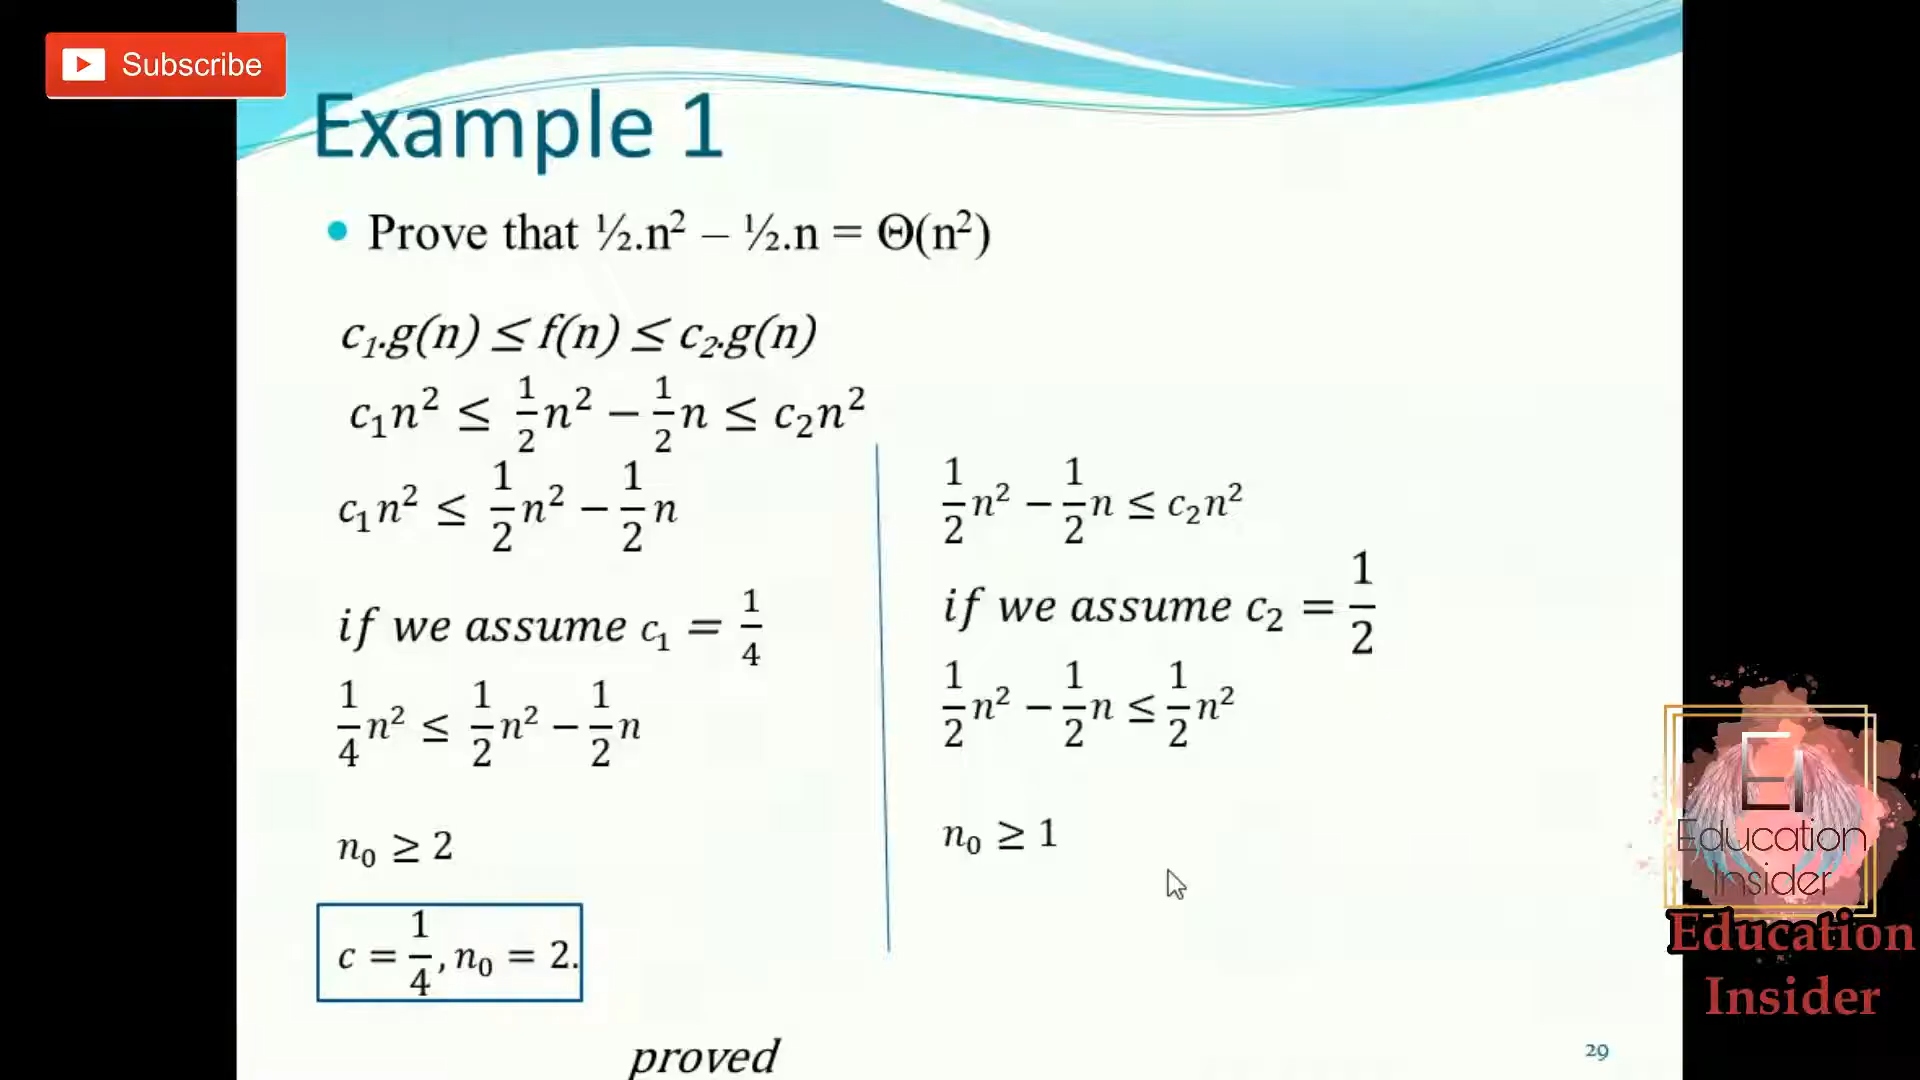 Subscribe
Example 1
• Prove that ½.n² – ½.n = Θ(n²)
c₁.g(n) ≤ f(n) ≤ c₂.g(n)
c₁n² ≤ 1/2 n² − 1/2 n ≤ c₂n²
c₁n² ≤ 1/2 n² − 1/2 n
if we assume c₁ = 1/4
1/4 n² ≤ 1/2 n² − 1/2 n
n₀ ≥ 2
c = 1/4, n₀ = 2.
1/2 n² − 1/2 n ≤ c₂n²
if we assume c₂ = 1/2
1/2 n² − 1/2 n ≤ 1/2 n²
n₀ ≥ 1
proved
29
EI
Education
Insider
Education
Insider